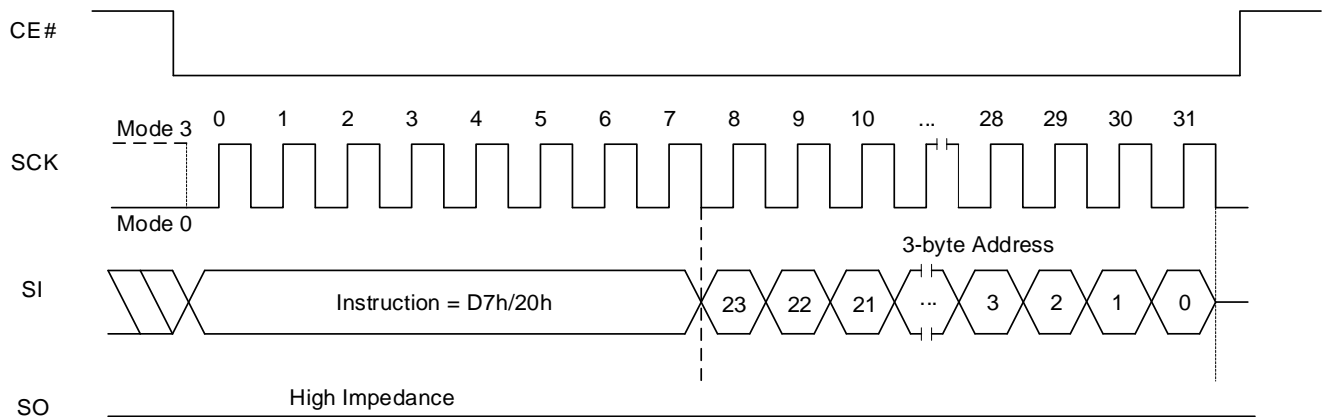 CE#
0 1 2 3 4 5 6 7 8 9 10 ... 28 29 30 31
Mode 3
SCK
Mode 0
3-byte Address
SI
Instruction = D7h/20h 23 22 21 ... 3 2 1 0
High Impedance
SO